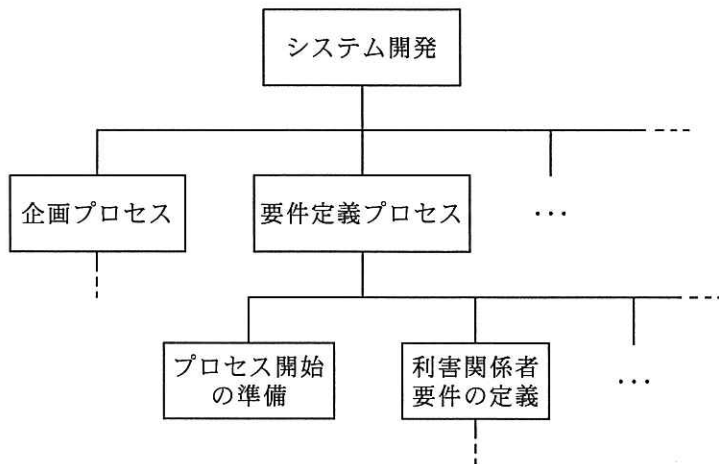 システム開発
企画プロセス
要件定義プロセス
…
プロセス開始
の準備
利害関係者
要件の定義
…